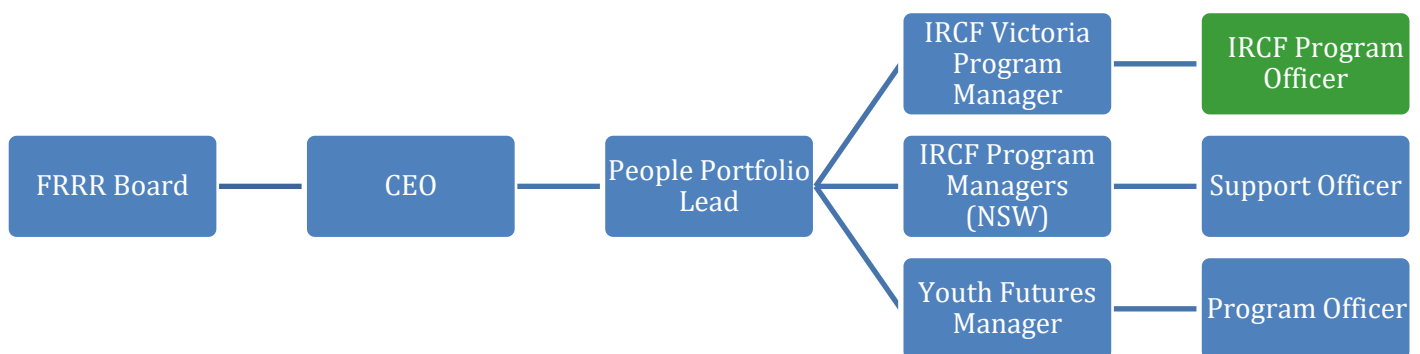 FRRR Board
CEO
People Portfolio
Lead
IRCF Victoria
Program
Manager
IRCF Program
Officer
IRCF Program
Managers
(NSW)
Support Officer
Youth Futures
Manager
Program Officer